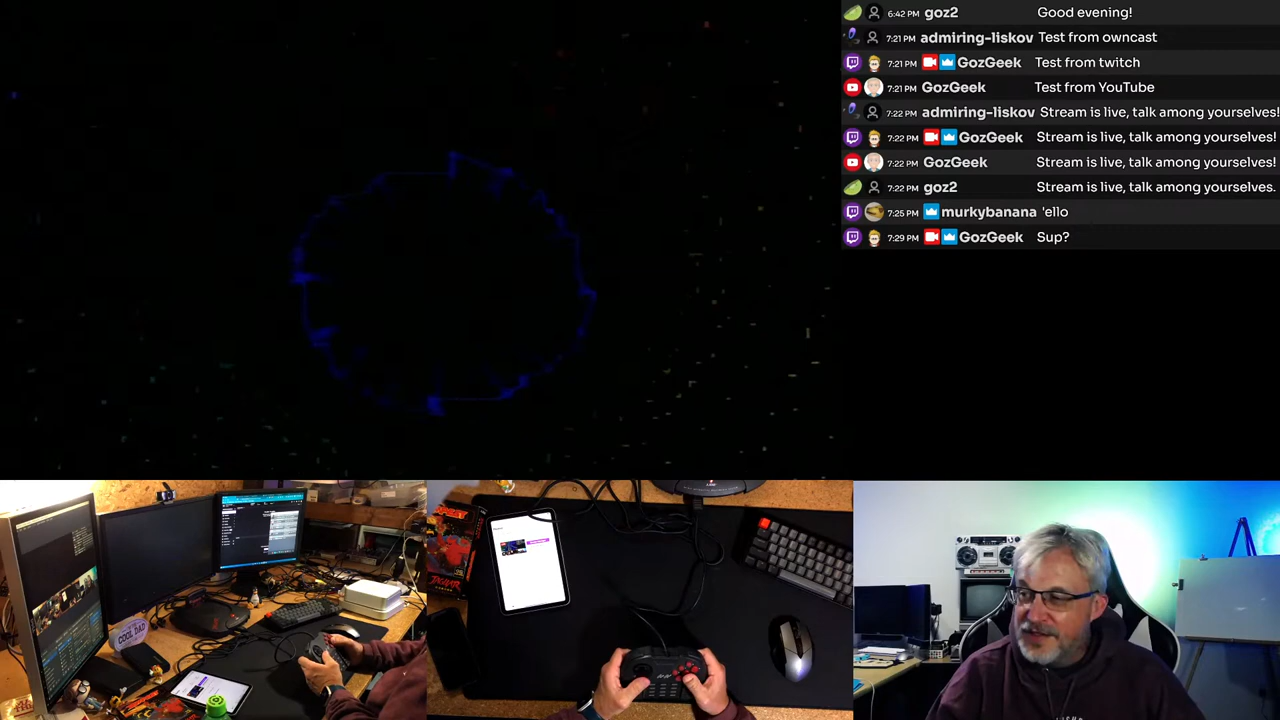 6:42 PM goz2 Good evening!
7:21 PM admiring-liskov Test from owncast
7:21 PM GozGeek Test from twitch
7:21 PM GozGeek Test from YouTube
7:22 PM admiring-liskov Stream is live, talk among yourselves!
7:22 PM GozGeek Stream is live, talk among yourselves!
7:22 PM GozGeek Stream is live, talk among yourselves!
7:22 PM goz2 Stream is live, talk among yourselves.
7:25 PM murkybanana 'ello
7:29 PM GozGeek Sup?
COOL DAD